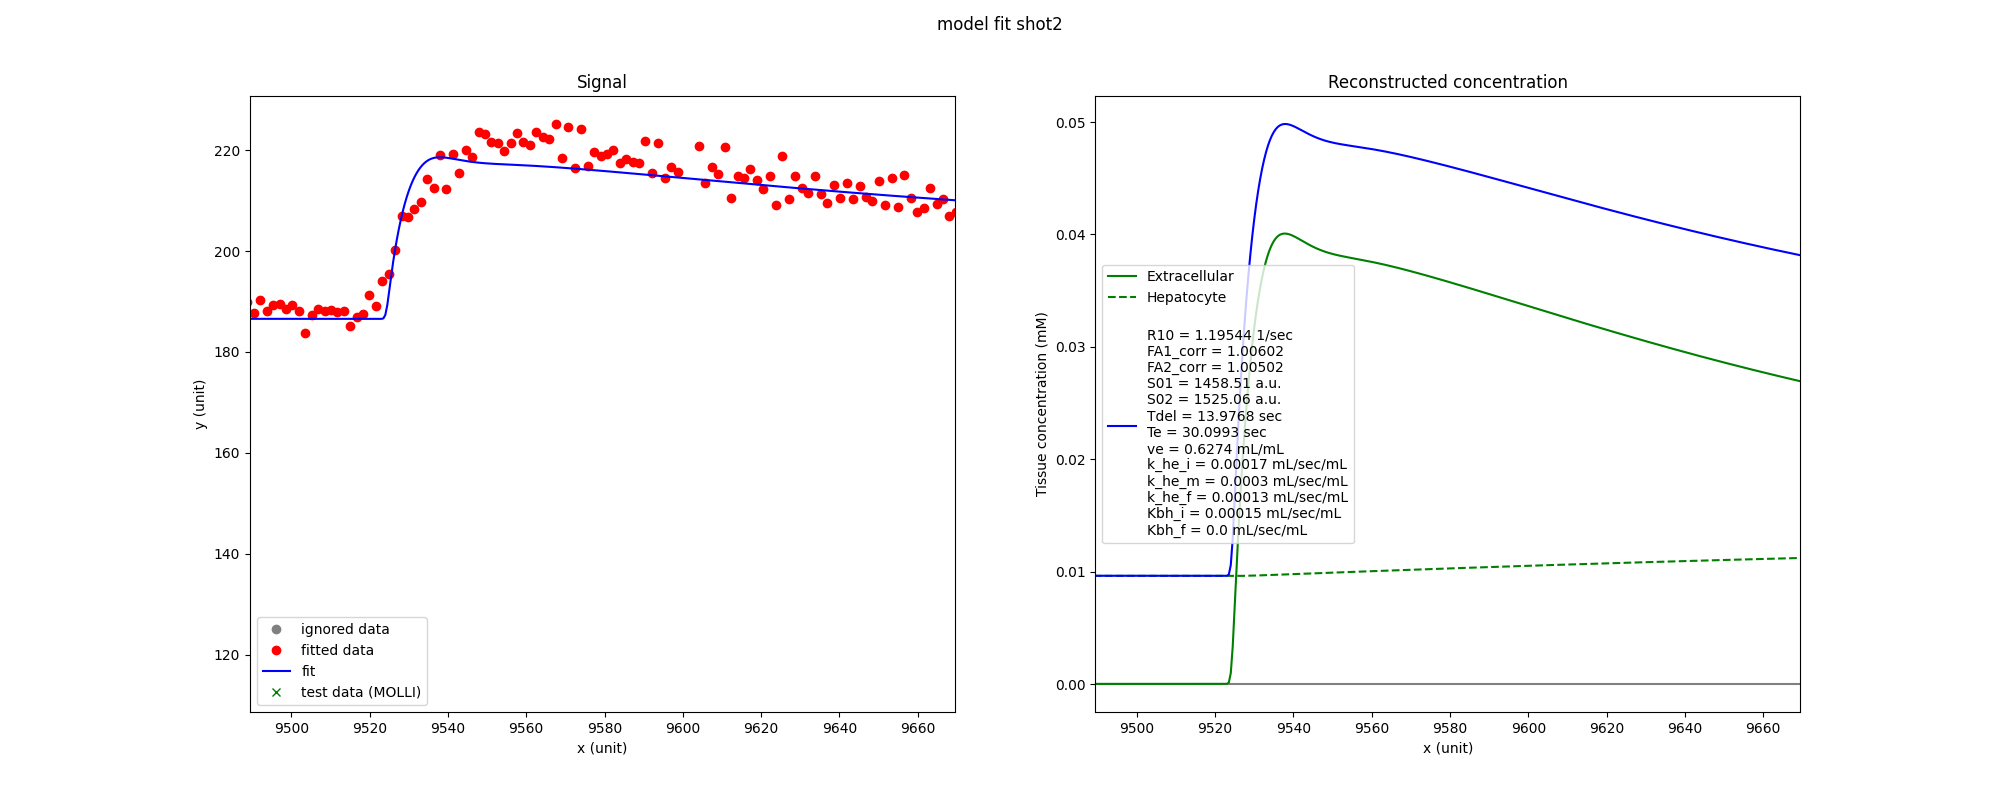 model fit shot2
Signal
y (unit)
220
200
180
160
140
120
ignored data
fitted data
fit
test data (MOLLI)
9500 9520 9540 9560 9580 9600 9620 9640 9660
x (unit)
Reconstructed concentration
Tissue concentration (mM)
0.05
0.04
0.03
0.02
0.01
0.00
Extracellular
Hepatocyte
R10 = 1.19544 1/sec
FA1_corr = 1.00602
FA2_corr = 1.00502
S01 = 1458.51 a.u.
S02 = 1525.06 a.u.
Tdel = 13.9768 sec
Te = 30.0993 sec
ve = 0.6274 mL/mL
k_he_i = 0.00017 mL/sec/mL
k_he_m = 0.0003 mL/sec/mL
k_he_f = 0.00013 mL/sec/mL
Kbh_i = 0.00015 mL/sec/mL
Kbh_f = 0.0 mL/sec/mL
9500 9520 9540 9560 9580 9600 9620 9640 9660
x (unit)